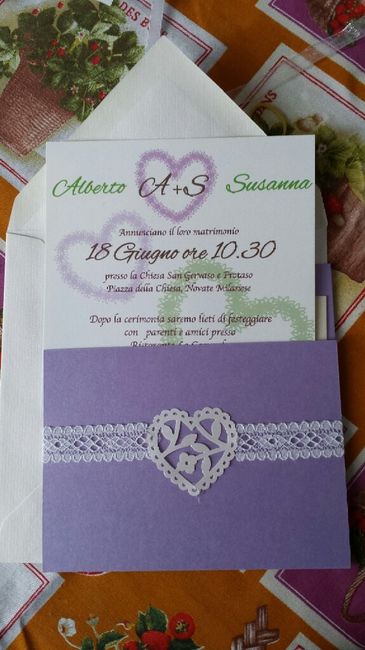 Alberto A+S Susanna
Annunciano il loro matrimonio
18 Giugno ore 10.30
presso la Chiesa San Gervaso e Protaso
Piazza della Chiesa, Novate Milanese
Dopo la cerimonia saremo lieti di festeggiare
con parenti e amici presso